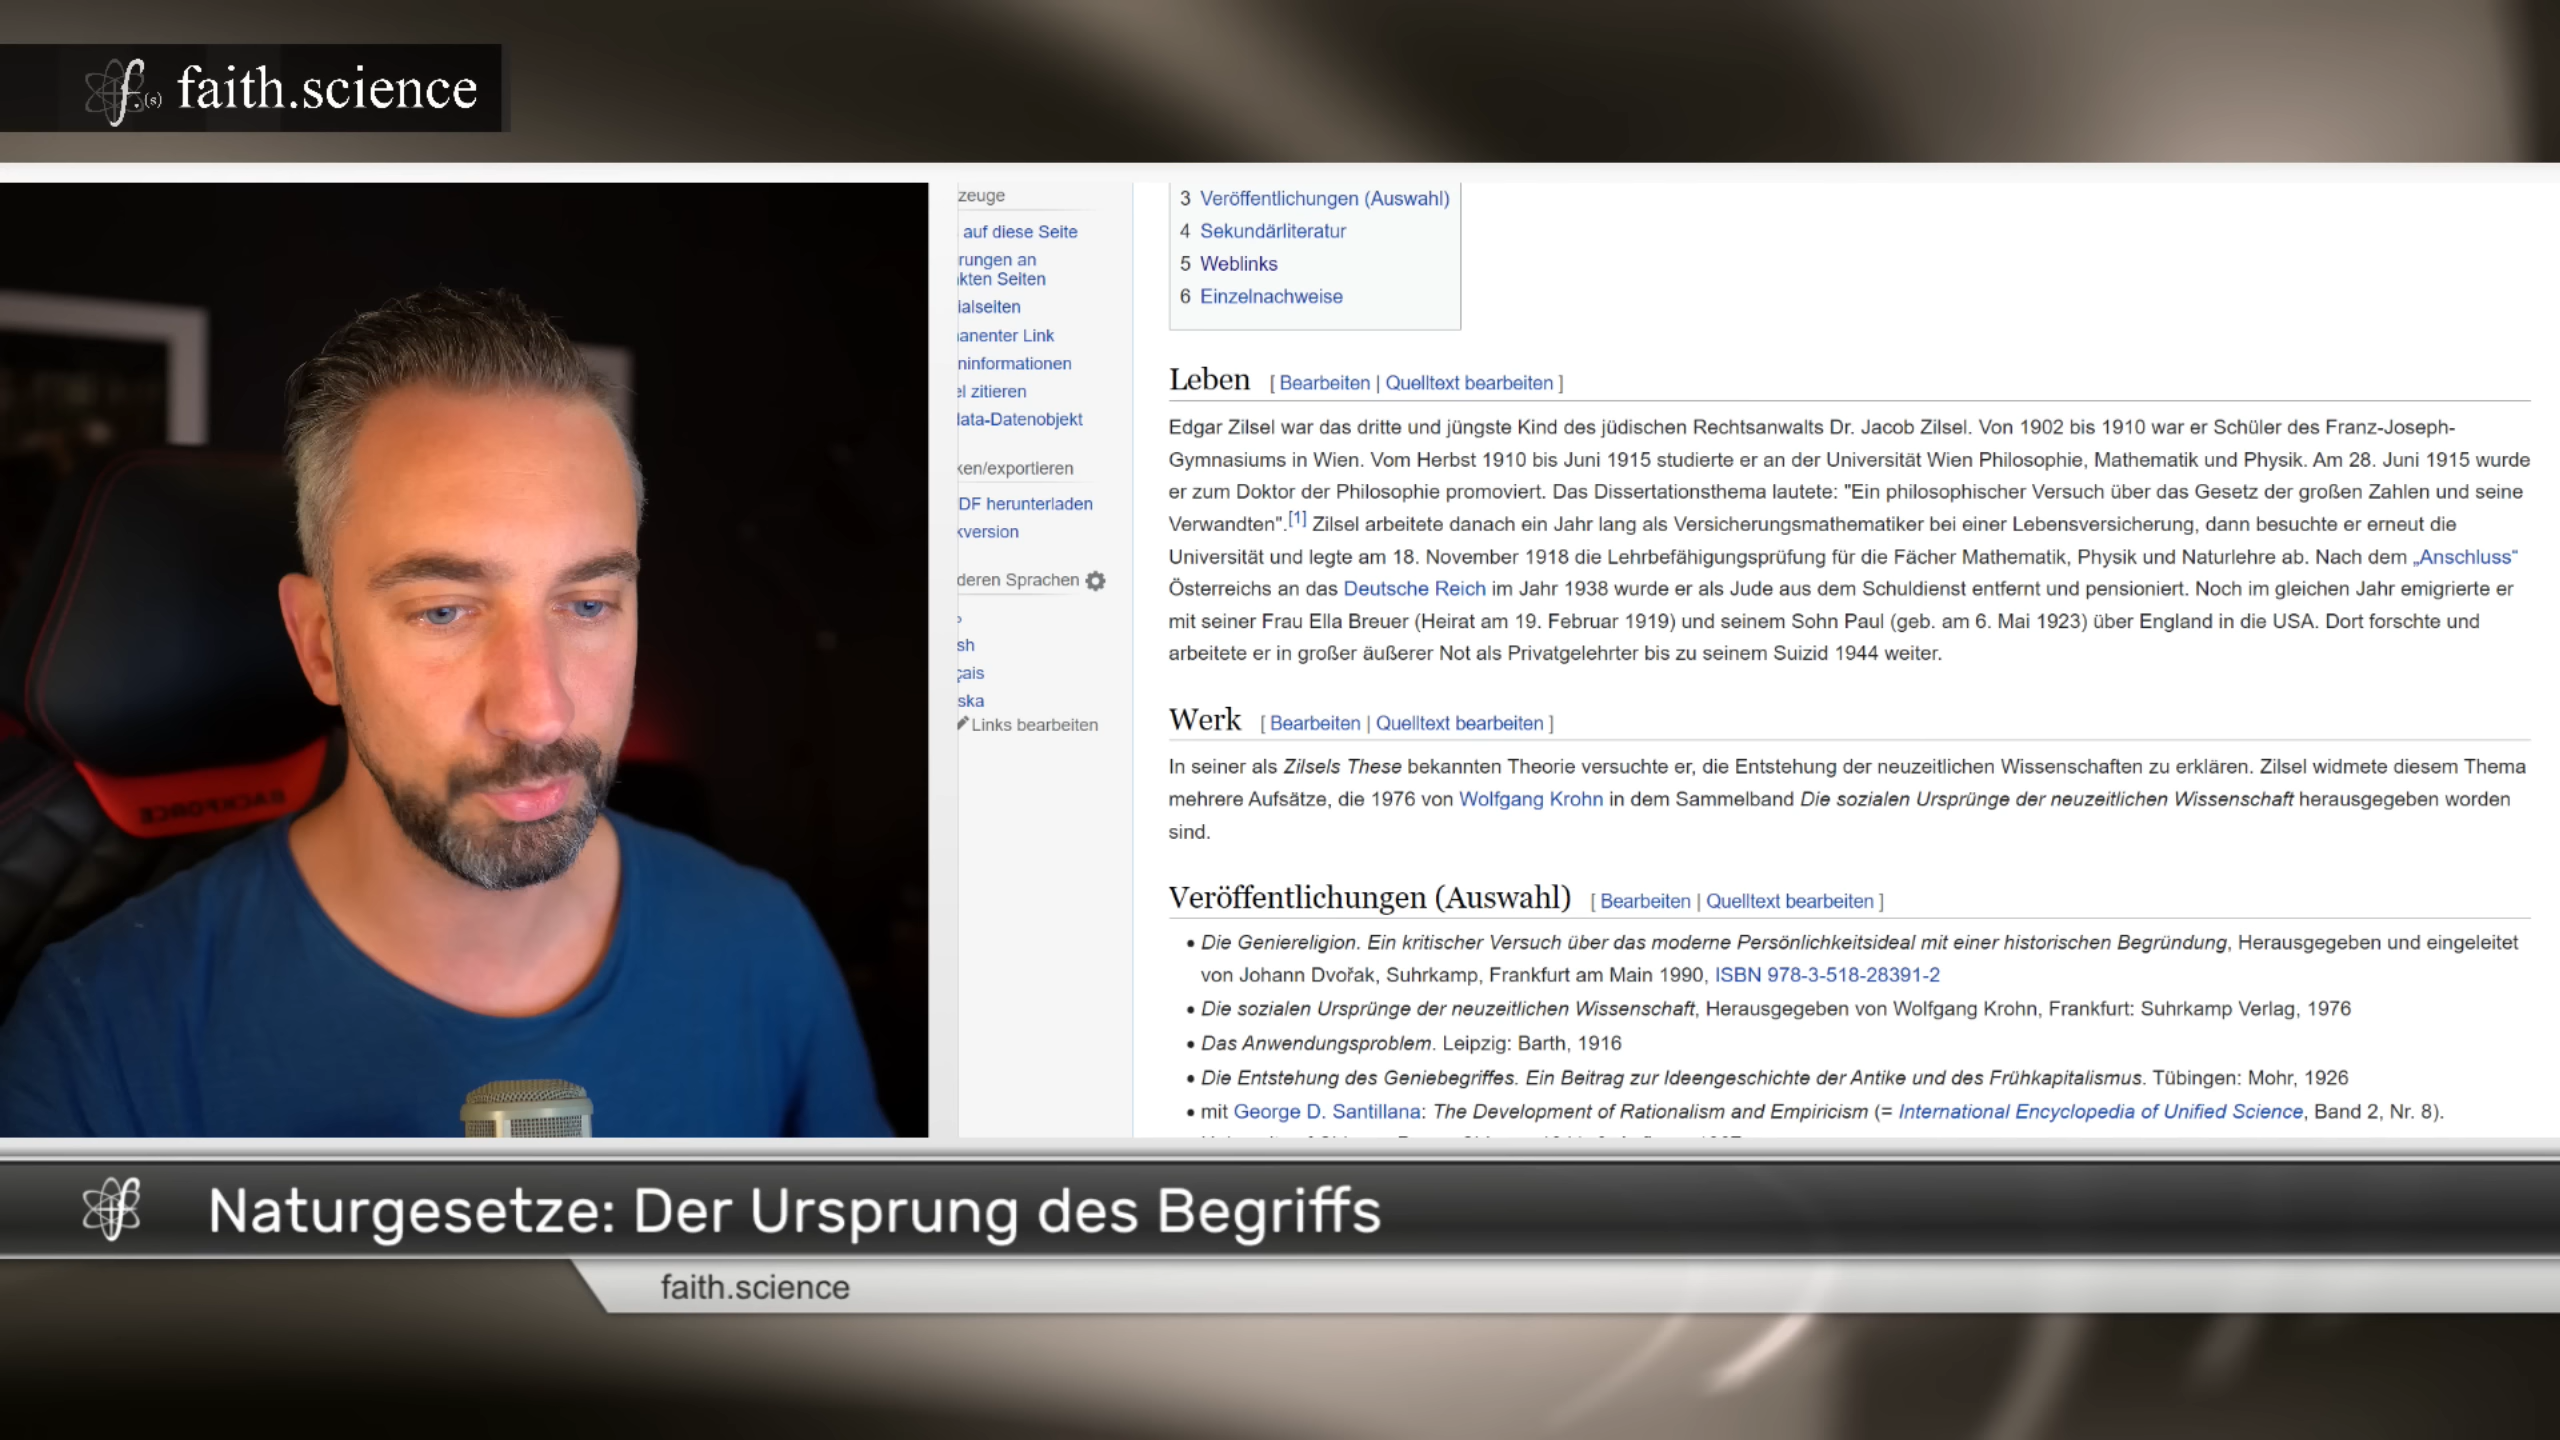 f(s) faith.science
zeuge
auf diese Seite
rungen an
kten Seiten
ialseiten
anenter Link
ninformationen
el zitieren
data-Datenobjekt
ken/exportieren
DF herunterladen
kversion
deren Sprachen
sh
çais
ska
Links bearbeiten
3 Veröffentlichungen (Auswahl)
4 Sekundärliteratur
5 Weblinks
6 Einzelnachweise
Leben [ Bearbeiten | Quelltext bearbeiten ]
Edgar Zilsel war das dritte und jüngste Kind des jüdischen Rechtsanwalts Dr. Jacob Zilsel. Von 1902 bis 1910 war er Schüler des Franz-Joseph-
Gymnasiums in Wien. Vom Herbst 1910 bis Juni 1915 studierte er an der Universität Wien Philosophie, Mathematik und Physik. Am 28. Juni 1915 wurde
er zum Doktor der Philosophie promoviert. Das Dissertationsthema lautete: "Ein philosophischer Versuch über das Gesetz der großen Zahlen und seine
Verwandten".[1] Zilsel arbeitete danach ein Jahr lang als Versicherungsmathematiker bei einer Lebensversicherung, dann besuchte er erneut die
Universität und legte am 18. November 1918 die Lehrbefähigungsprüfung für die Fächer Mathematik, Physik und Naturlehre ab. Nach dem „Anschluss“
Österreichs an das Deutsche Reich im Jahr 1938 wurde er als Jude aus dem Schuldienst entfernt und pensioniert. Noch im gleichen Jahr emigrierte er
mit seiner Frau Ella Breuer (Heirat am 19. Februar 1919) und seinem Sohn Paul (geb. am 6. Mai 1923) über England in die USA. Dort forschte und
arbeitete er in großer äußerer Not als Privatgelehrter bis zu seinem Suizid 1944 weiter.
Werk [ Bearbeiten | Quelltext bearbeiten ]
In seiner als Zilsels These bekannten Theorie versuchte er, die Entstehung der neuzeitlichen Wissenschaften zu erklären. Zilsel widmete diesem Thema
mehrere Aufsätze, die 1976 von Wolfgang Krohn in dem Sammelband Die sozialen Ursprünge der neuzeitlichen Wissenschaft herausgegeben worden
sind.
Veröffentlichungen (Auswahl) [ Bearbeiten | Quelltext bearbeiten ]
• Die Geniereligion. Ein kritischer Versuch über das moderne Persönlichkeitsideal mit einer historischen Begründung, Herausgegeben und eingeleitet
von Johann Dvořak, Suhrkamp, Frankfurt am Main 1990, ISBN 978-3-518-28391-2
• Die sozialen Ursprünge der neuzeitlichen Wissenschaft, Herausgegeben von Wolfgang Krohn, Frankfurt: Suhrkamp Verlag, 1976
• Das Anwendungsproblem. Leipzig: Barth, 1916
• Die Entstehung des Geniebegriffes. Ein Beitrag zur Ideengeschichte der Antike und des Frühkapitalismus. Tübingen: Mohr, 1926
• mit George D. Santillana: The Development of Rationalism and Empiricism (= International Encyclopedia of Unified Science, Band 2, Nr. 8).
BACKFORCE
Naturgesetze: Der Ursprung des Begriffs
faith.science